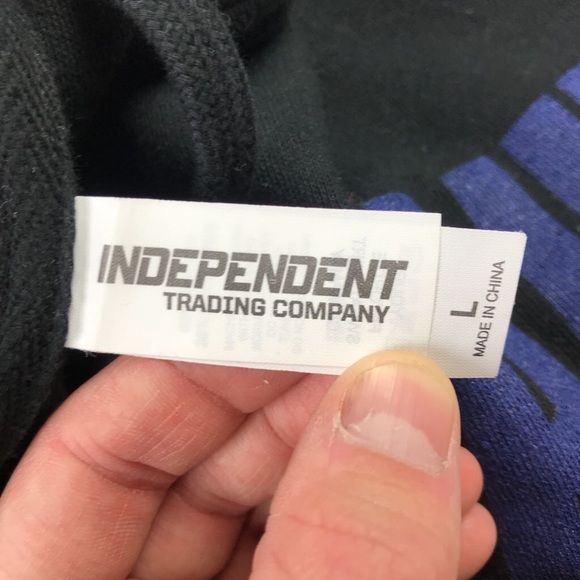 INDEPENDENT
TRADING COMPANY
L
MADE IN CHINA